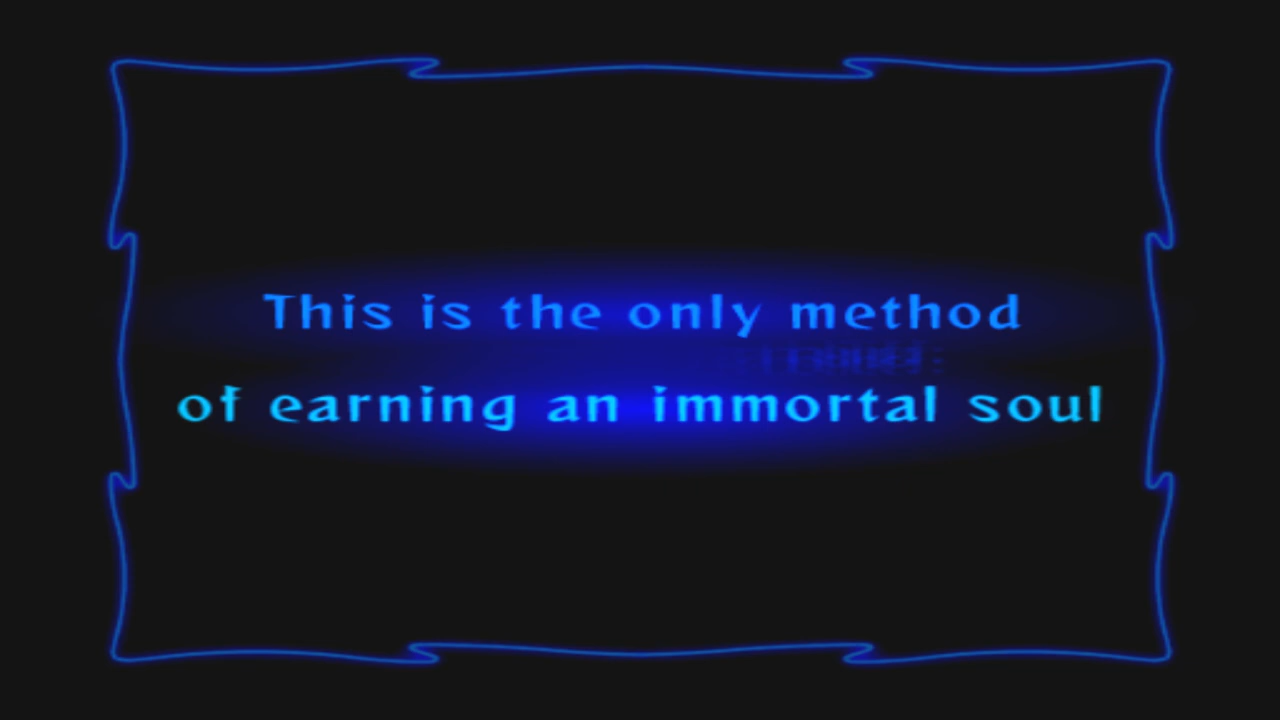 This is the only method
of earning an immortal soul